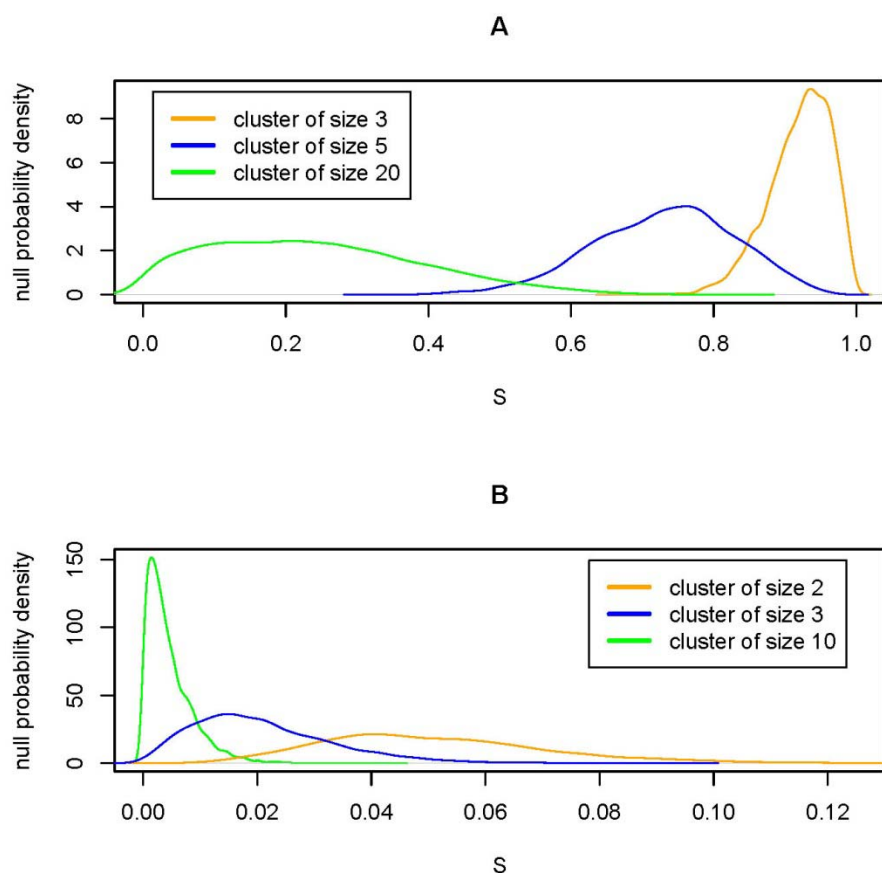 A
null probability density
8
6
4
2
0
cluster of size 3
cluster of size 5
cluster of size 20
0.0 0.2 0.4 0.6 0.8 1.0
S
B
null probability density
150
100
50
0
cluster of size 2
cluster of size 3
cluster of size 10
0.00 0.02 0.04 0.06 0.08 0.10 0.12
S